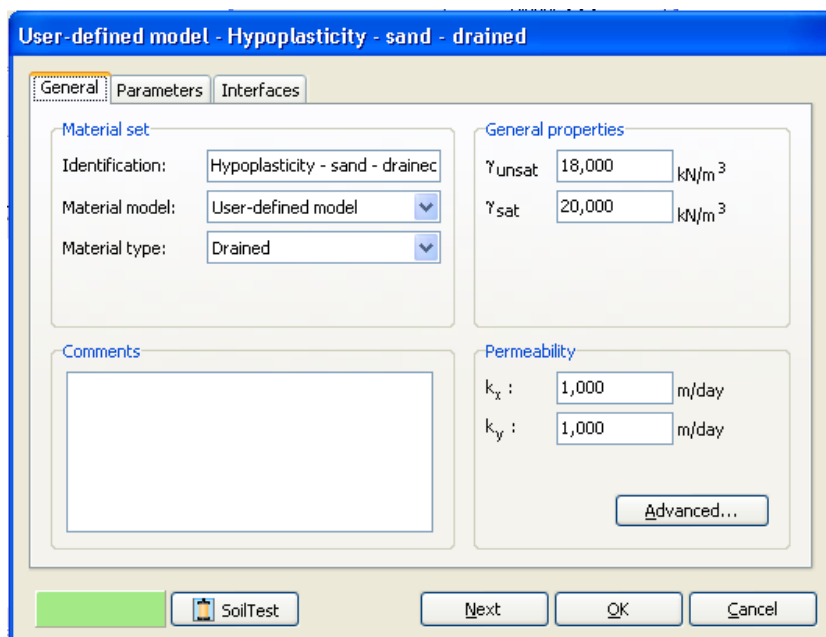 User-defined model - Hypoplasticity - sand - drained
General Parameters Interfaces
Material set
Identification: Hypoplasticity - sand - drained
Material model: User-defined model
Material type: Drained
General properties
γunsat 18,000 kN/m³
γsat 20,000 kN/m³
Comments
Permeability
kx : 1,000 m/day
ky : 1,000 m/day
Advanced...
SoilTest Next OK Cancel